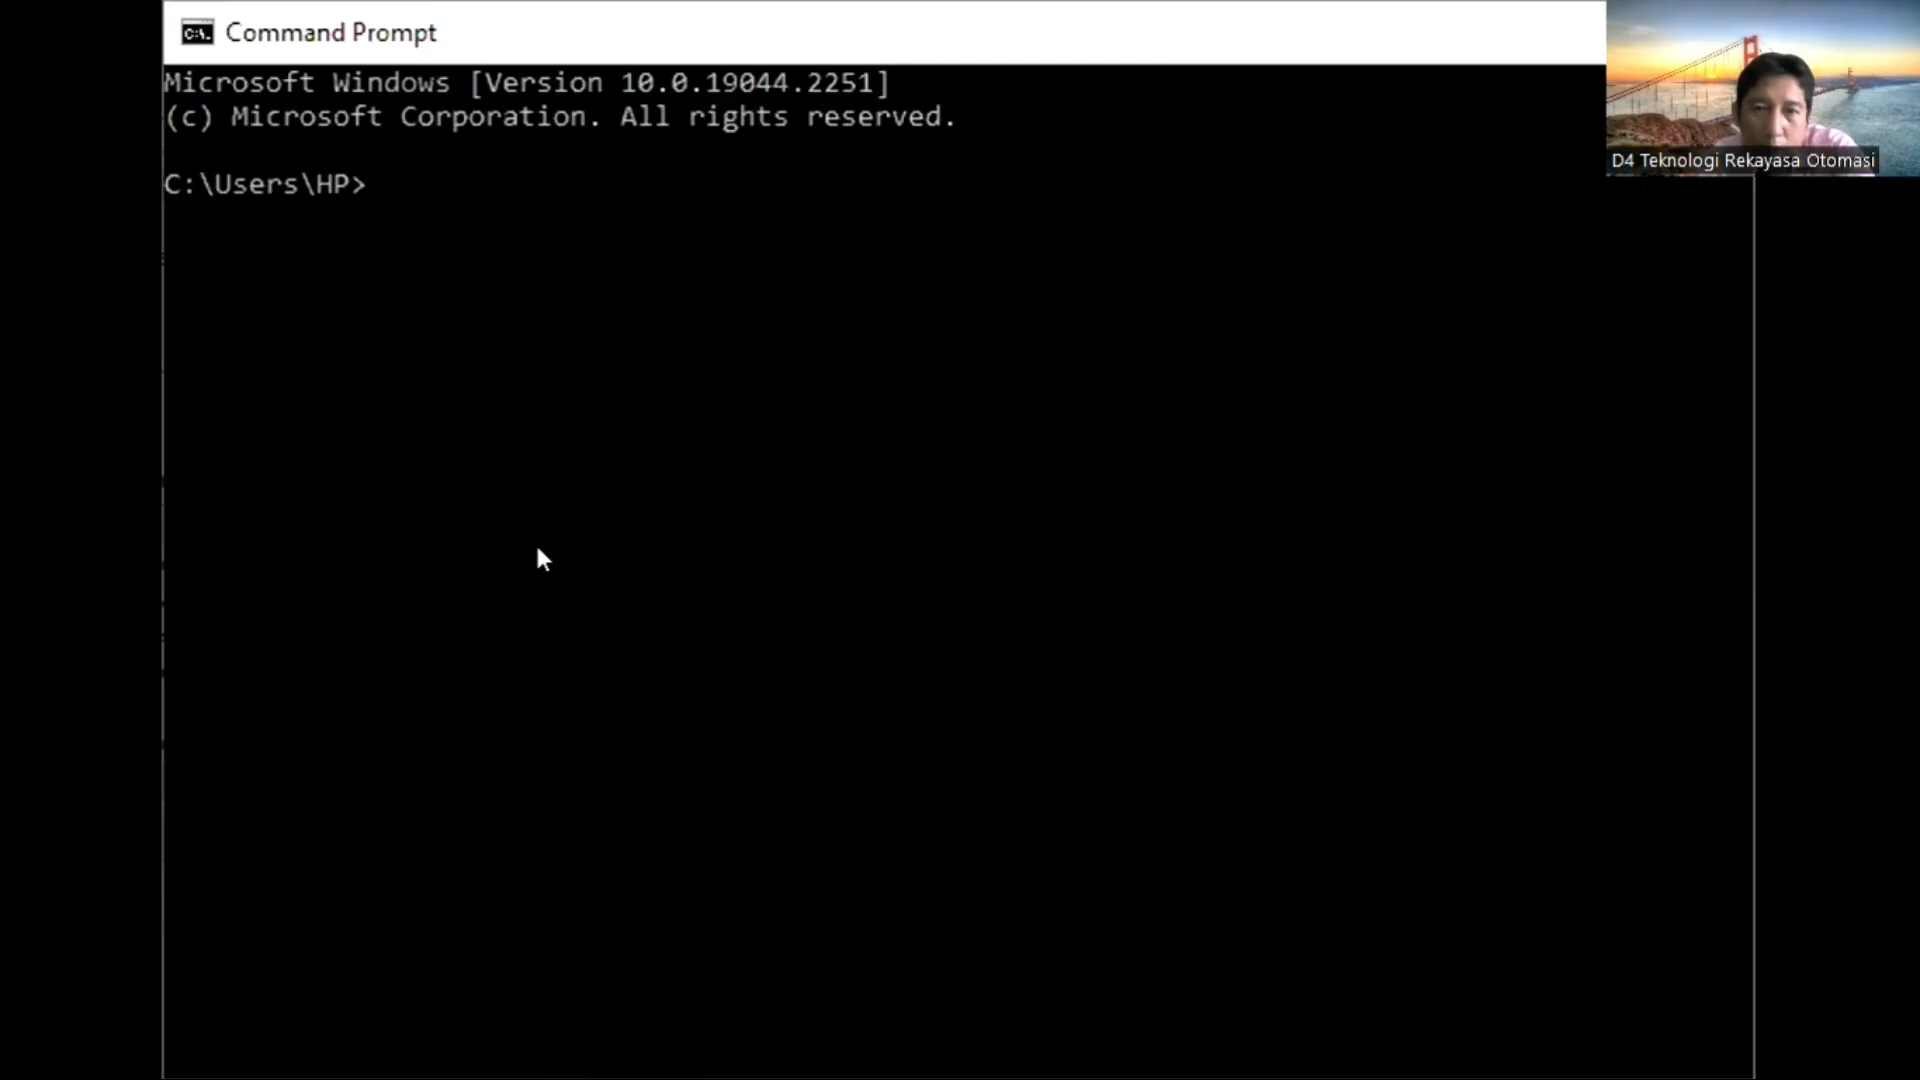 Command Prompt
Microsoft Windows [Version 10.0.19044.2251]
(c) Microsoft Corporation. All rights reserved.
C:\Users\HP>
D4 Teknologi Rekayasa Otomasi